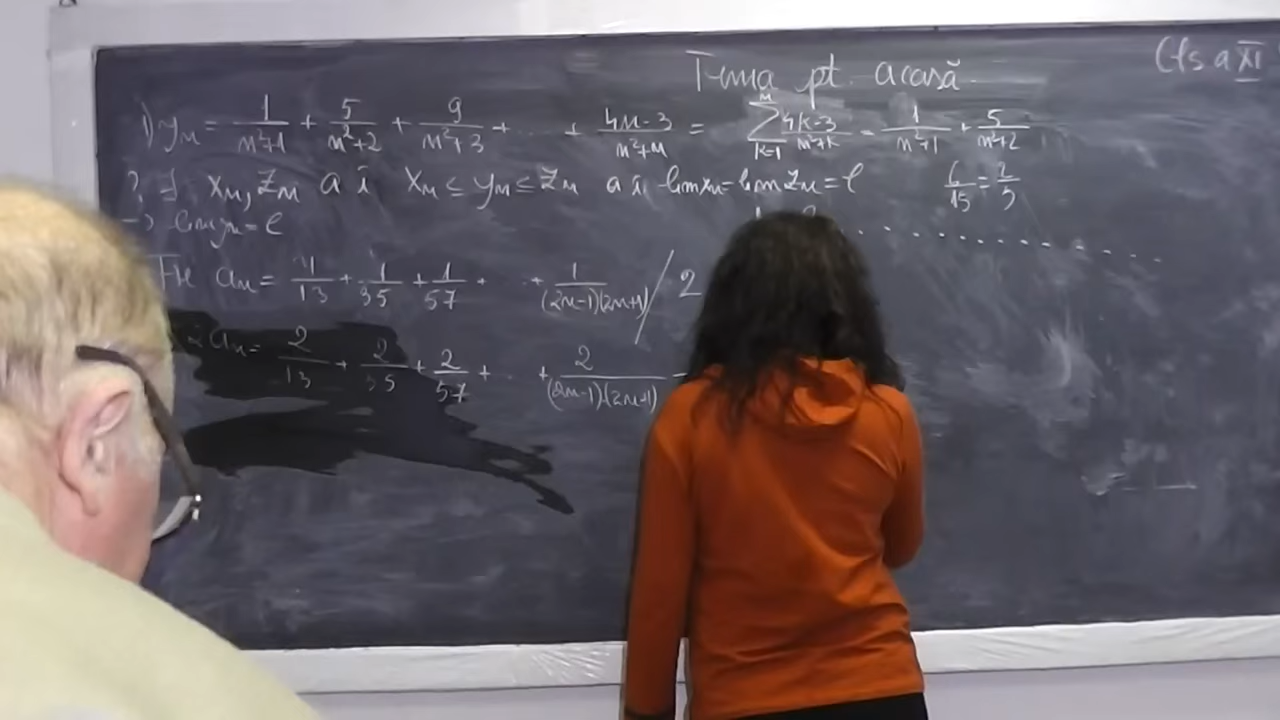 Cls a XI
Tema pt. acasă
1) yₙ = 1/(n²+1) + 5/(n²+2) + 9/(n²+3) + ... + (4n-3)/(n²+n) = ∑ₖ₌₁ⁿ (4k-3)/(n²+k) = 1/(n²+1) + 5/(n²+2)
? ∃ xₙ, zₙ a î xₙ ≤ yₙ ≤ zₙ a î. lim xₙ = lim zₙ = l 6/15 = 2/5
⇒ lim yₙ = l
Fie aₙ = 1/13 + 1/35 + 1/57 + ... + 1/((2n-1)(2n+1)) / 2
2aₙ = 2/13 + 2/35 + 2/57 + ... + 2/((2n-1)·(2n+1))